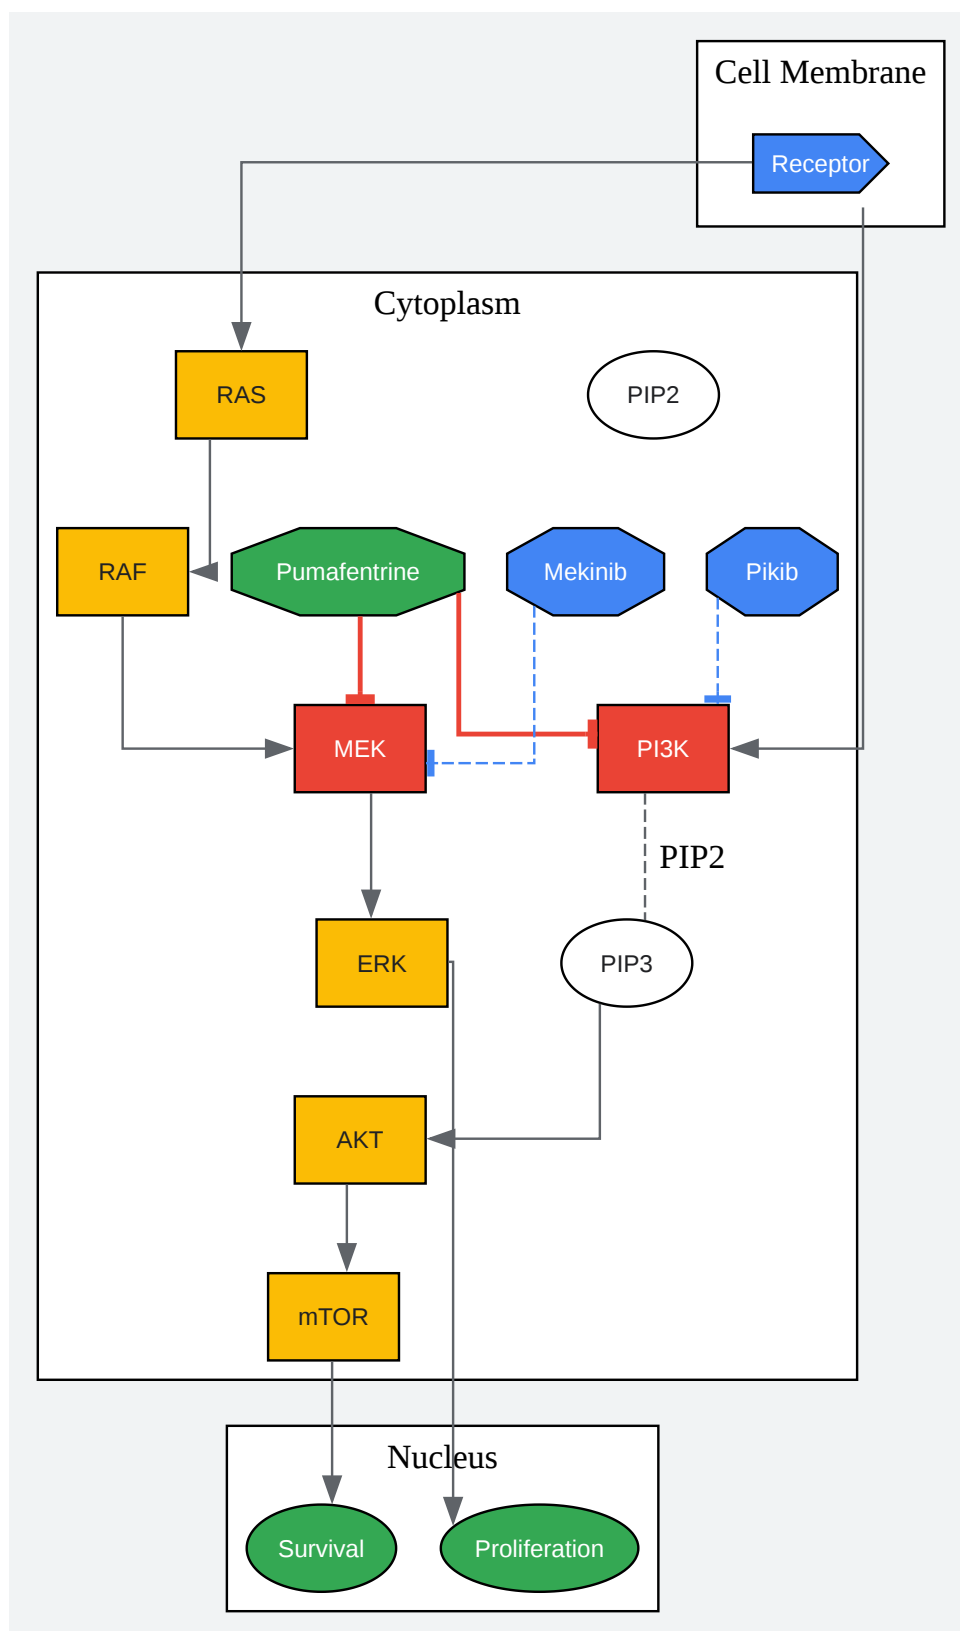 Cell Membrane
Receptor
Cytoplasm
RAS
PIP2
RAF
Pumafentrine
Mekinib
Pikib
MEK
PI3K
PIP2
ERK
PIP3
AKT
mTOR
Nucleus
Survival
Proliferation